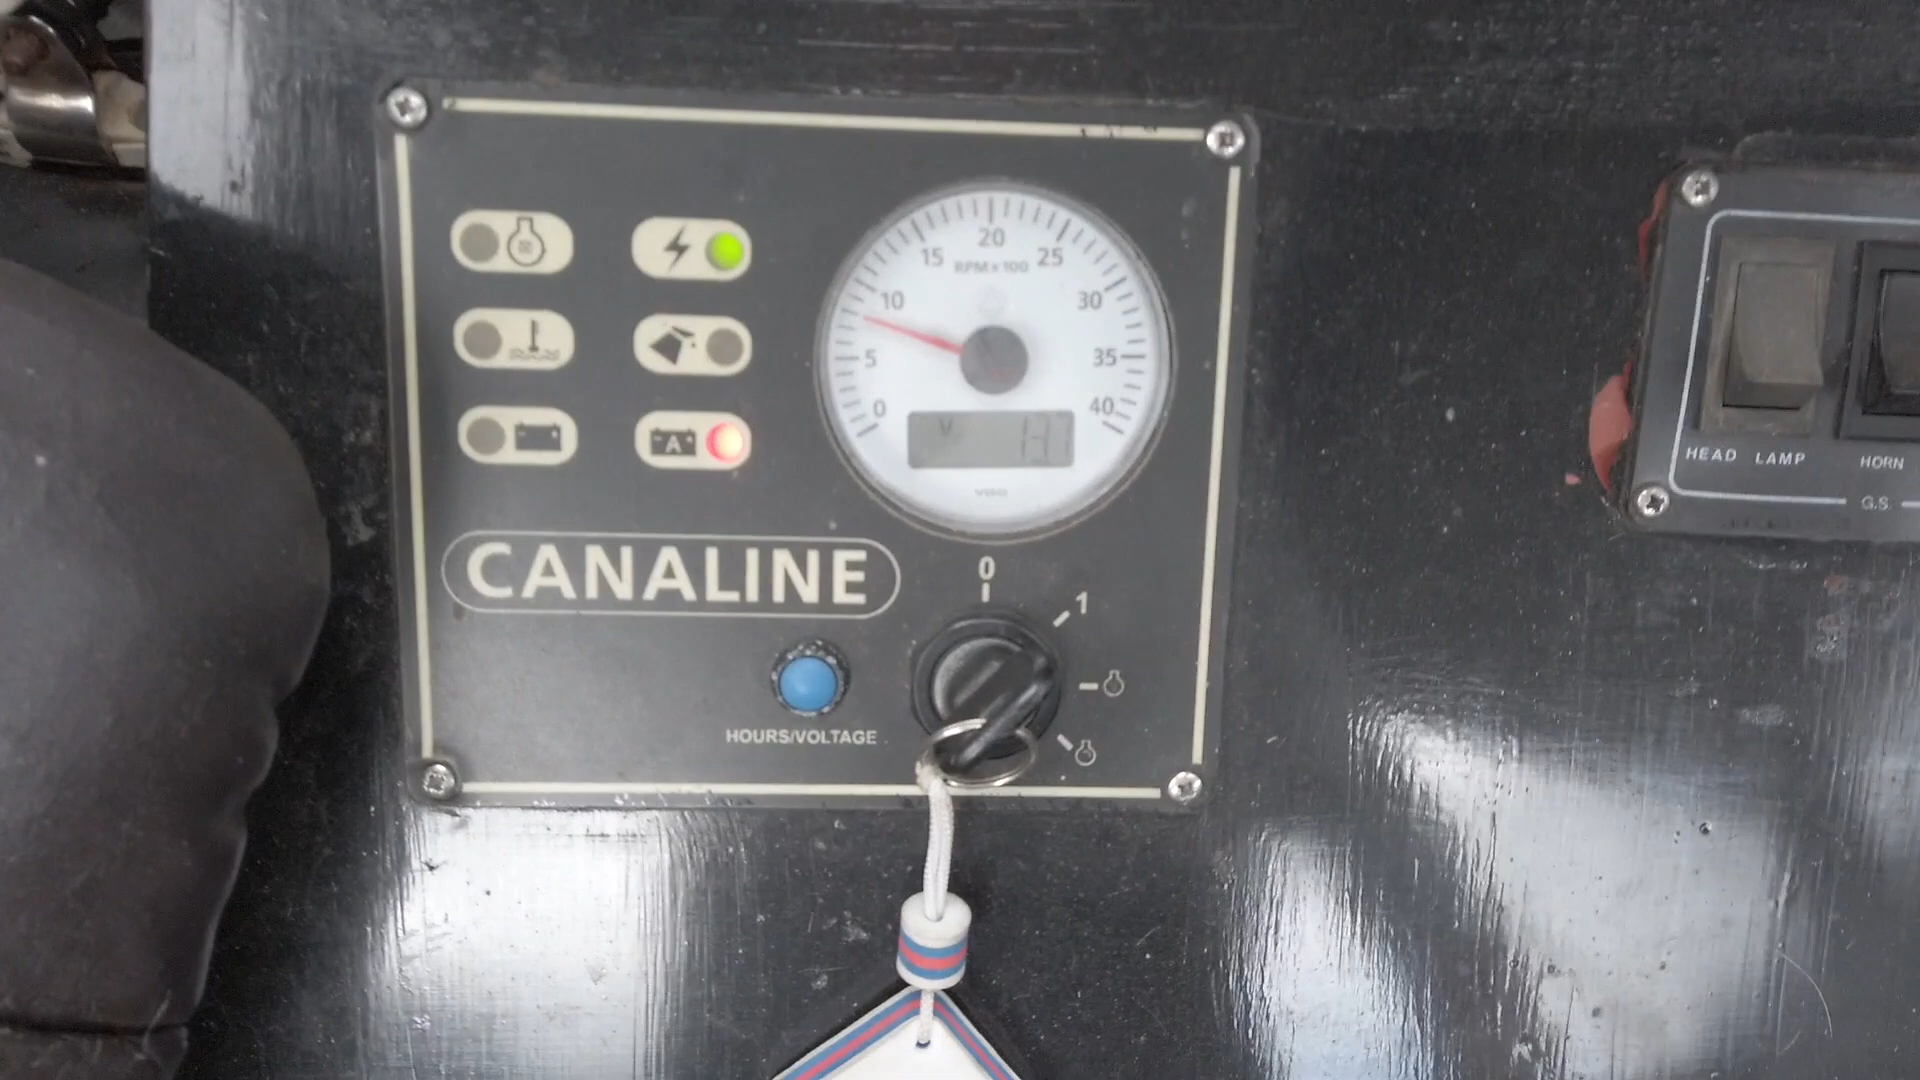 20
15
25
RPM x 100
10
30
5
35
0
40
V
A
VDO
CANALINE
0
1
HOURS/VOLTAGE
HEAD LAMP
HORN
G.S.